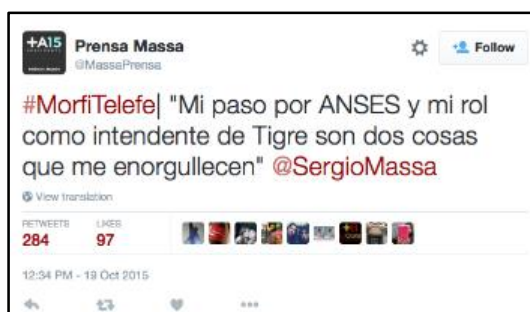 +A15
Prensa Massa
@MassaPrensa
Follow
#MorfiTelefe| "Mi paso por ANSES y mi rol
como intendente de Tigre son dos cosas
que me enorgullecen" @SergioMassa
View translation
RETWEETS LIKES
284 97
12:34 PM - 19 Oct 2015